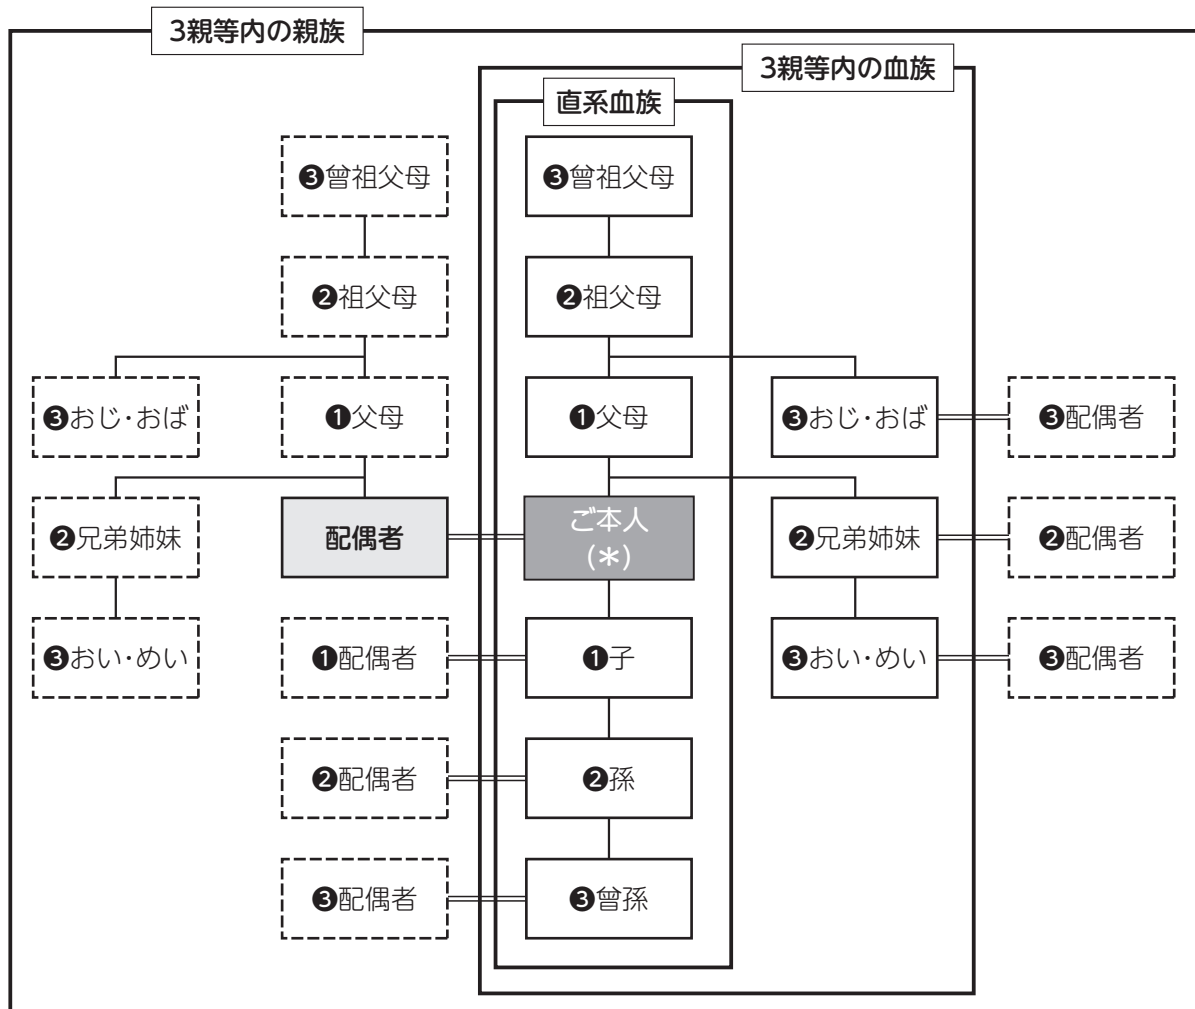 3親等内の親族
3親等内の血族
直系血族
❸曾祖父母
❸曾祖父母
❷祖父母
❷祖父母
❸おじ・おば
❶父母
❶父母
❸おじ・おば
❸配偶者
❷兄弟姉妹
配偶者
ご本人
(＊)
❷兄弟姉妹
❷配偶者
❸おい・めい
❶配偶者
❶子
❸おい・めい
❸配偶者
❷配偶者
❷孫
❸配偶者
❸曾孫